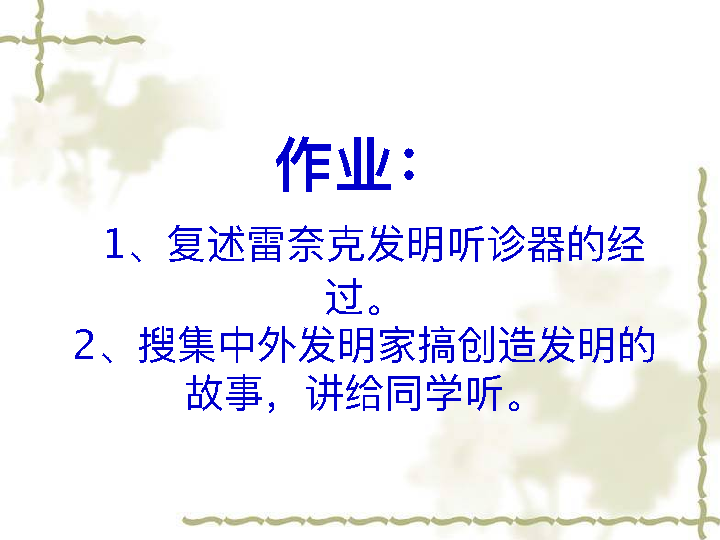 作业：
1、复述雷奈克发明听诊器的经
过。
2、搜集中外发明家搞创造发明的
故事，讲给同学听。